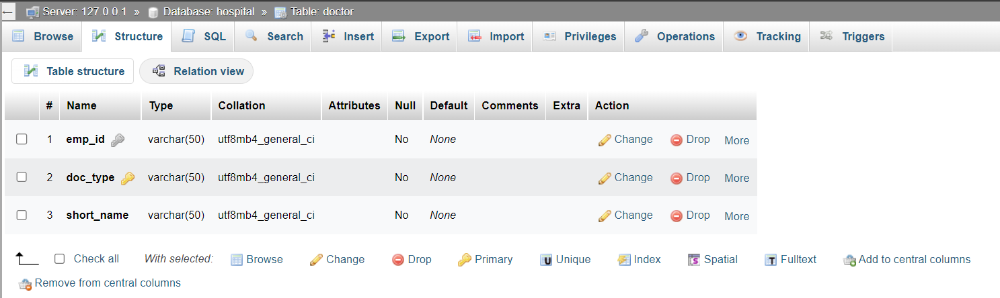 ← Server: 127.0.0.1 » Database: hospital » Table: doctor
Browse Structure SQL Search Insert Export Import Privileges Operations Tracking Triggers
Table structure Relation view
# Name Type Collation Attributes Null Default Comments Extra Action
1 emp_id varchar(50) utf8mb4_general_ci No None Change Drop More
2 doc_type varchar(50) utf8mb4_general_ci No None Change Drop More
3 short_name varchar(50) utf8mb4_general_ci No None Change Drop More
Check all With selected: Browse Change Drop Primary U Unique Index S Spatial T Fulltext Add to central columns
Remove from central columns